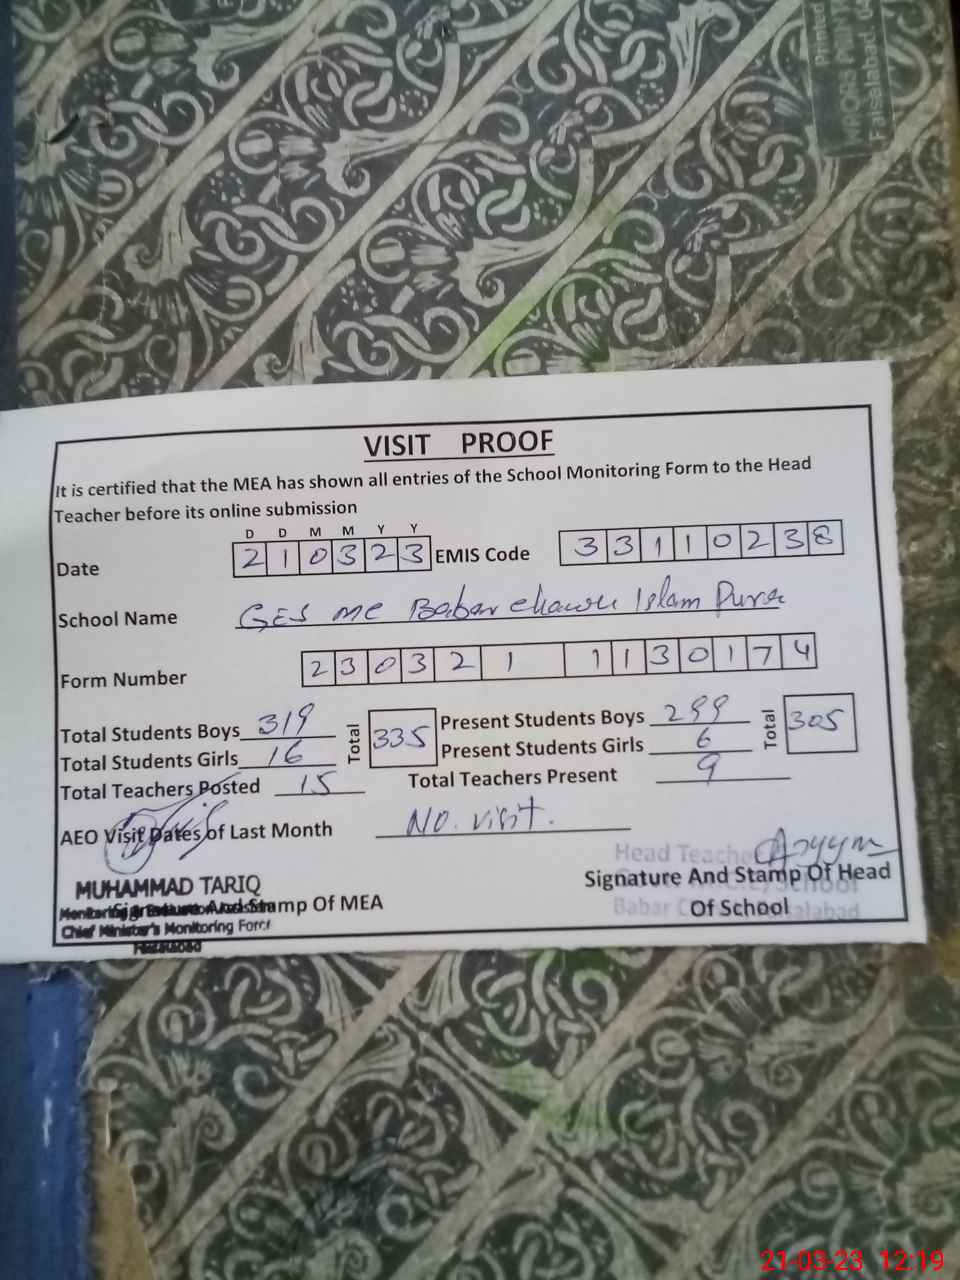 Printed
WAQAS PRINT
Faisalabad. 04
VISIT PROOF
It is certified that the MEA has shown all entries of the School Monitoring Form to the Head
Teacher before its online submission
D D M M Y Y
Date 2 1 0 3 2 3 EMIS Code 3 3 1 1 0 2 3 8
School Name GES MC Babar chowk Islam Pura
Form Number 2 3 0 3 2 1 1 1 3 0 1 7 4
Total Students Boys 319 Total 335 Present Students Boys 299 Total 305
Total Students Girls 16 Present Students Girls 6
Total Teachers Posted 15 Total Teachers Present 9
AEO Visit Dates of Last Month NO. visit.
Head Teacher
MUHAMMAD TARIQ
Signature And Stamp Of Head
Signature And Stamp Of MEA
Of School
Babar
Chief Minister's Monitoring Force
21-03-23 12:19